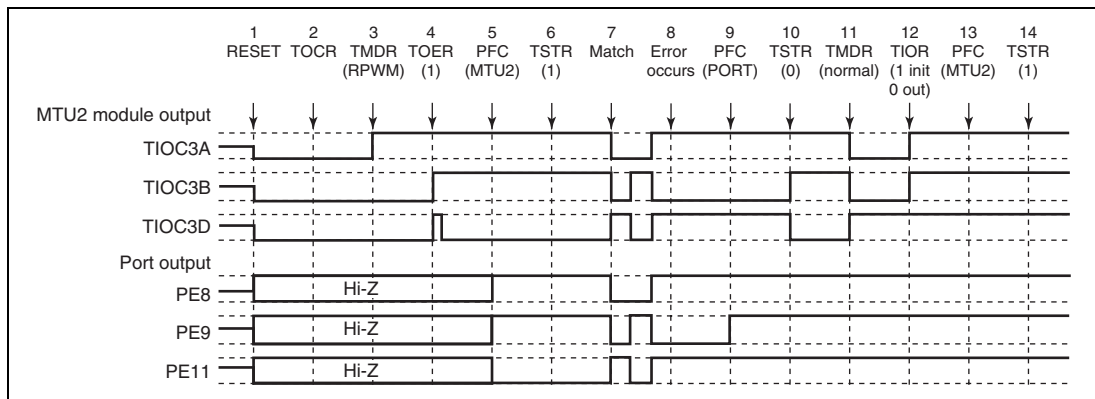 1 2 3 4 5 6 7 8 9 10 11 12 13 14
RESET TOCR TMDR TOER PFC TSTR Match Error PFC TSTR TMDR TIOR PFC TSTR
(RPWM) (1) (MTU2) (1) occurs (PORT) (0) (normal) (1 init (MTU2) (1)
0 out)
MTU2 module output
TIOC3A
TIOC3B
TIOC3D
Port output
PE8 Hi-Z
PE9 Hi-Z
PE11 Hi-Z